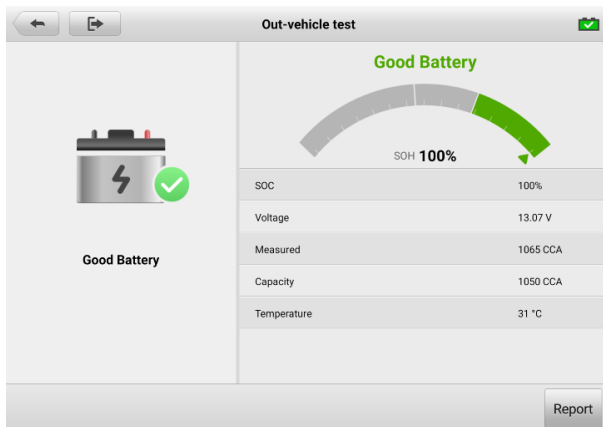 Out-vehicle test
Good Battery
Good Battery
SOH 100%
SOC 100%
Voltage 13.07 V
Measured 1065 CCA
Capacity 1050 CCA
Temperature 31 °C
Report